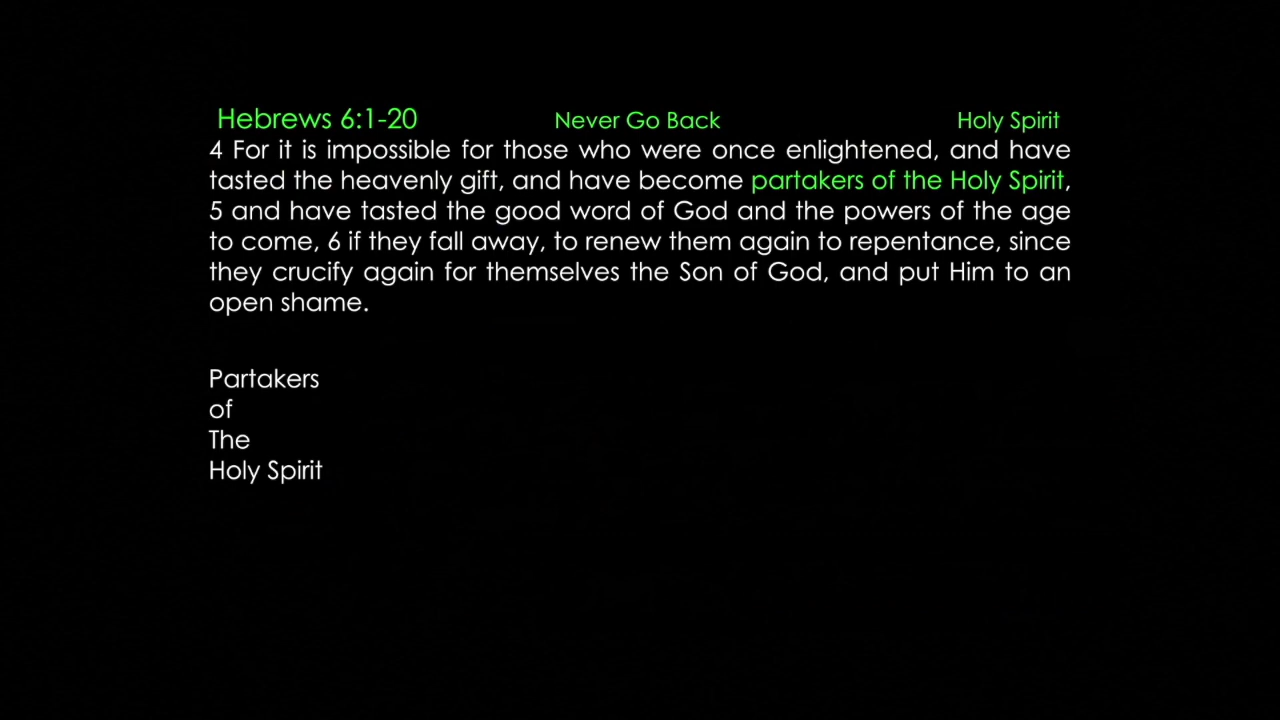 Hebrews 6:1-20 Never Go Back Holy Spirit
4 For it is impossible for those who were once enlightened, and have
tasted the heavenly gift, and have become partakers of the Holy Spirit,
5 and have tasted the good word of God and the powers of the age
to come, 6 if they fall away, to renew them again to repentance, since
they crucify again for themselves the Son of God, and put Him to an
open shame.
Partakers
of
The
Holy Spirit